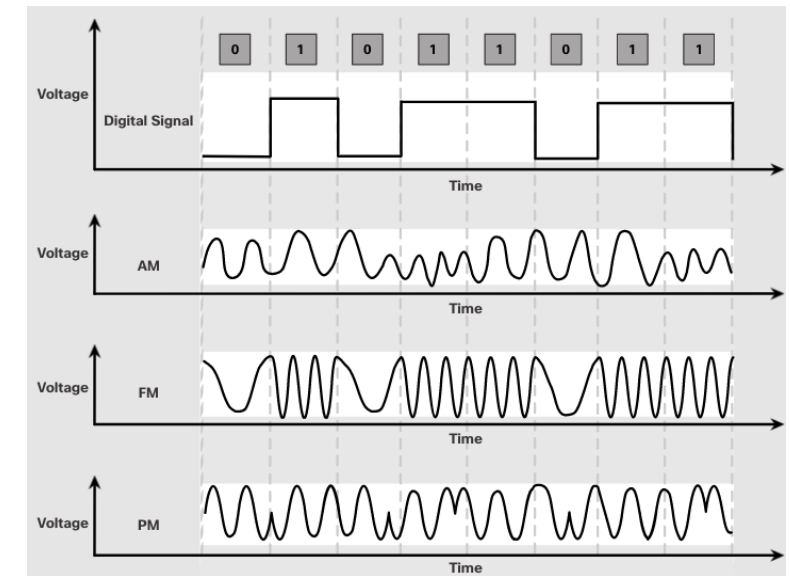 0 1 0 1 1 0 1 1
Voltage
Digital Signal
Time
Voltage
AM
Time
Voltage
FM
Time
Voltage
PM
Time